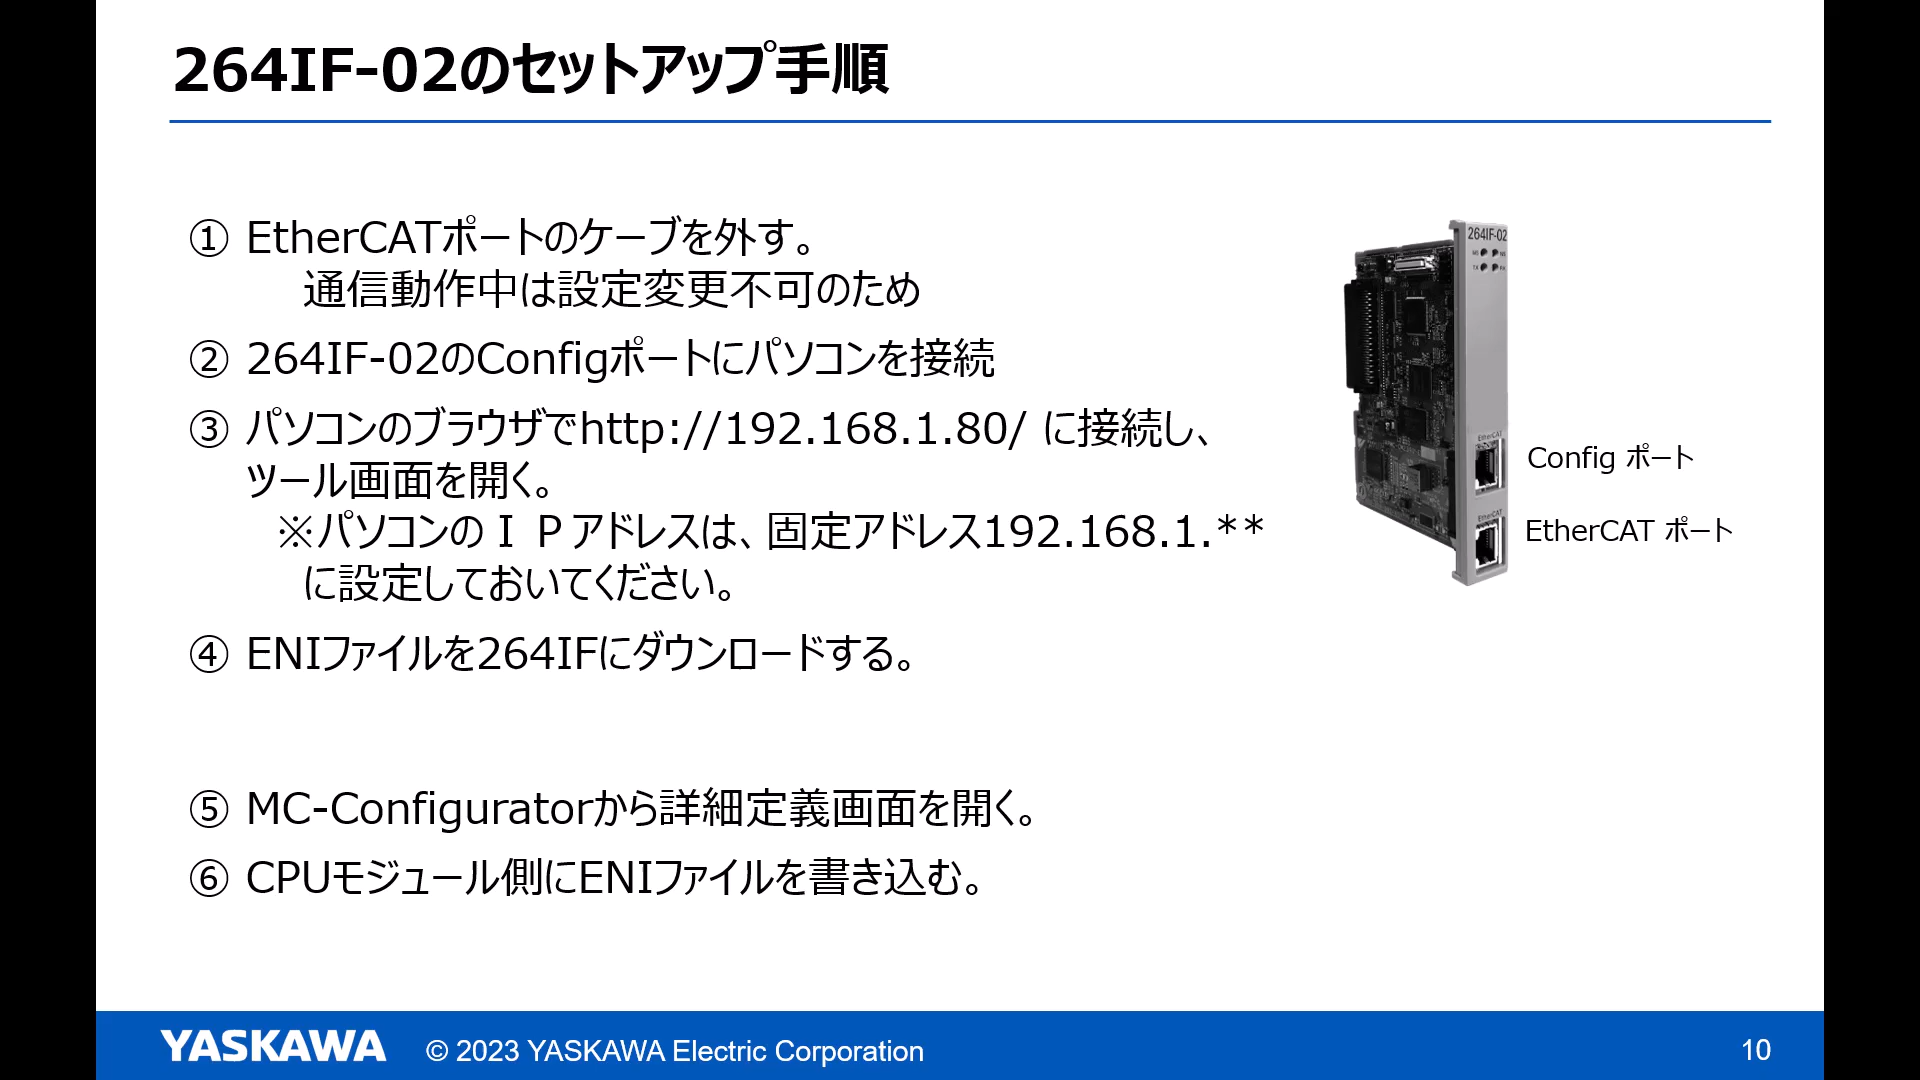 264IF-02のセットアップ手順
① EtherCATポートのケーブを外す。
通信動作中は設定変更不可のため
② 264IF-02のConfigポートにパソコンを接続
③ パソコンのブラウザでhttp://192.168.1.80/ に接続し、
ツール画面を開く。
※パソコンのＩＰアドレスは、固定アドレス192.168.1.**
に設定しておいてください。
④ ENIファイルを264IFにダウンロードする。
⑤ MC-Configuratorから詳細定義画面を開く。
⑥ CPUモジュール側にENIファイルを書き込む。
264IF-02
EtherCAT
Config ポート
EtherCAT
EtherCAT ポート
YASKAWA
© 2023 YASKAWA Electric Corporation
10